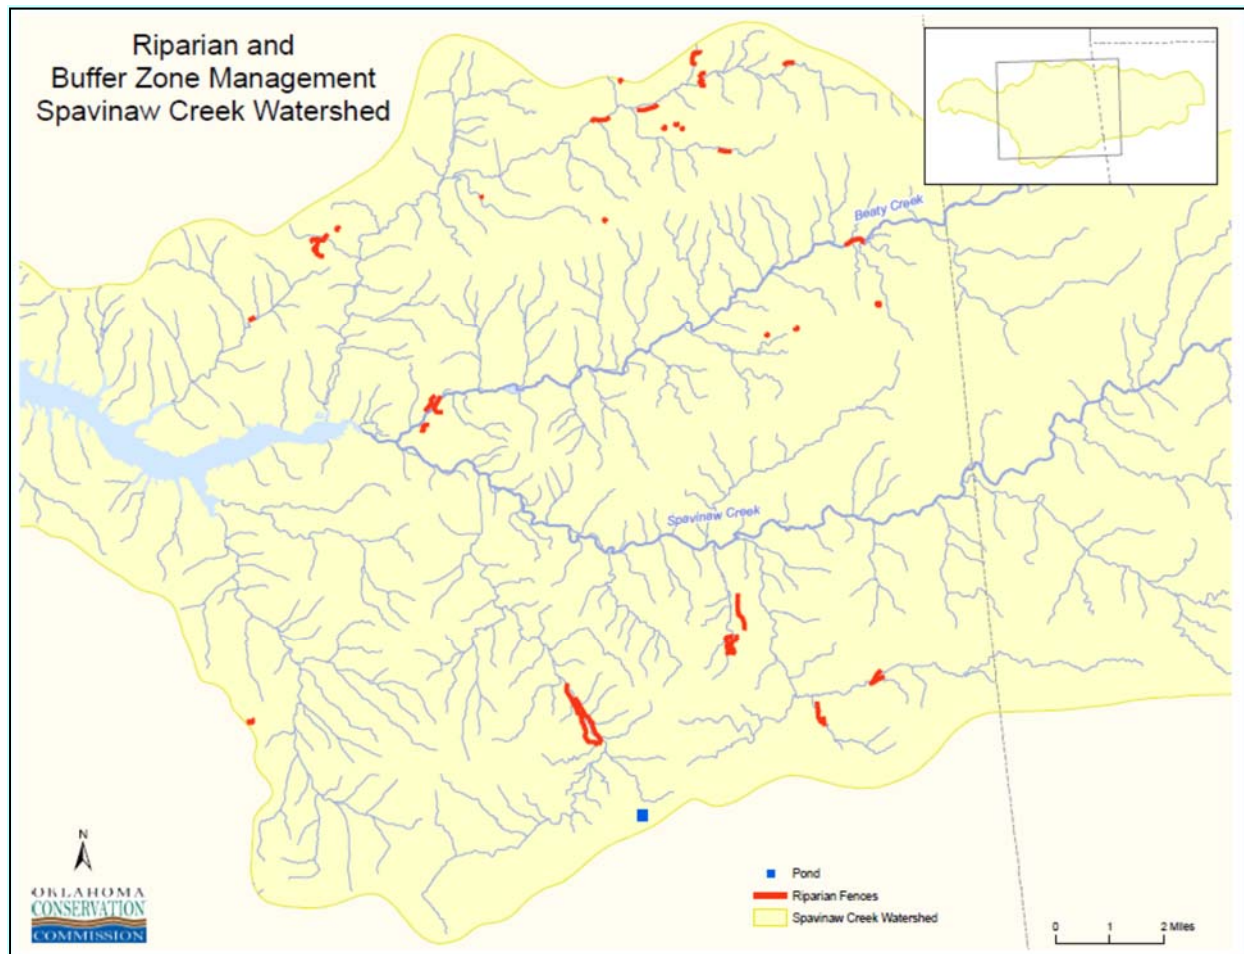 Riparian and
Buffer Zone Management
Spavinaw Creek Watershed
Beaty Creek
Spavinaw Creek
N
OKLAHOMA
CONSERVATION
COMMISSION
Pond
Riparian Fences
Spavinaw Creek Watershed
0 1 2 Miles